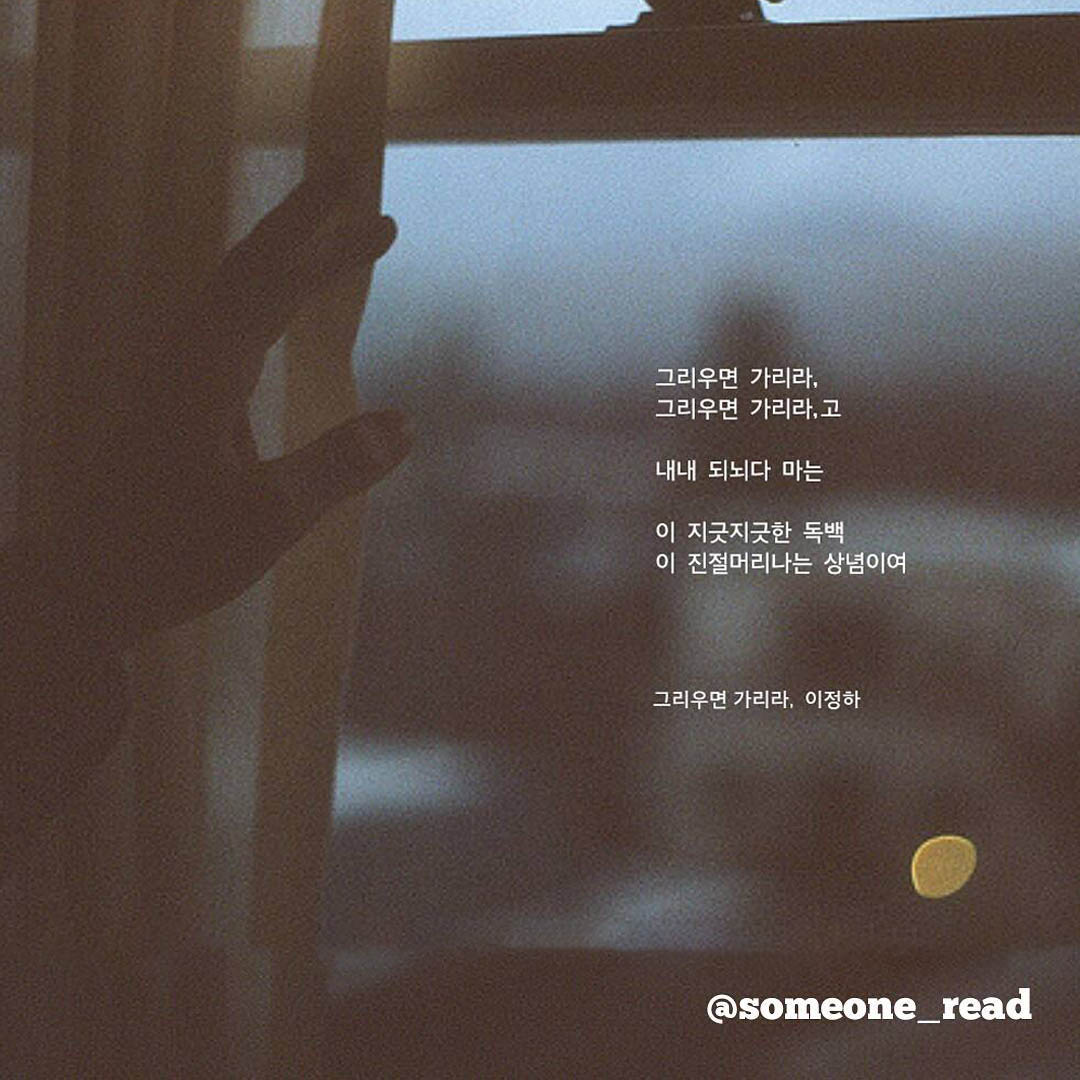 그리우면 가리라,
그리우면 가리라,고
내내 되뇌다 마는
이 지긋지긋한 독백
이 진절머리나는 상념이여
그리우면 가리라, 이정하
@someone_read